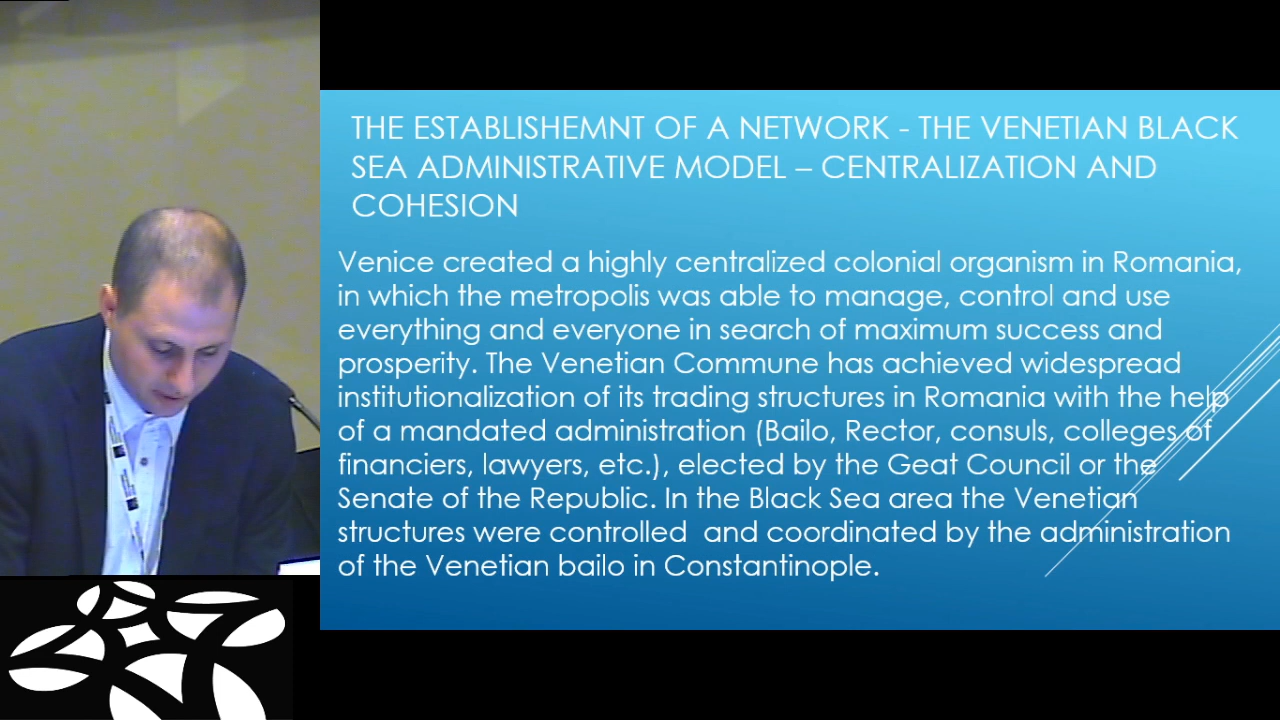 THE ESTABLISHEMNT OF A NETWORK - THE VENETIAN BLACK
SEA ADMINISTRATIVE MODEL – CENTRALIZATION AND
COHESION
Venice created a highly centralized colonial organism in Romania,
in which the metropolis was able to manage, control and use
everything and everyone in search of maximum success and
prosperity. The Venetian Commune has achieved widespread
institutionalization of its trading structures in Romania with the help
of a mandated administration (Bailo, Rector, consuls, colleges of
financiers, lawyers, etc.), elected by the Geat Council or the
Senate of the Republic. In the Black Sea area the Venetian
structures were controlled  and coordinated by the administration
of the Venetian bailo in Constantinople.